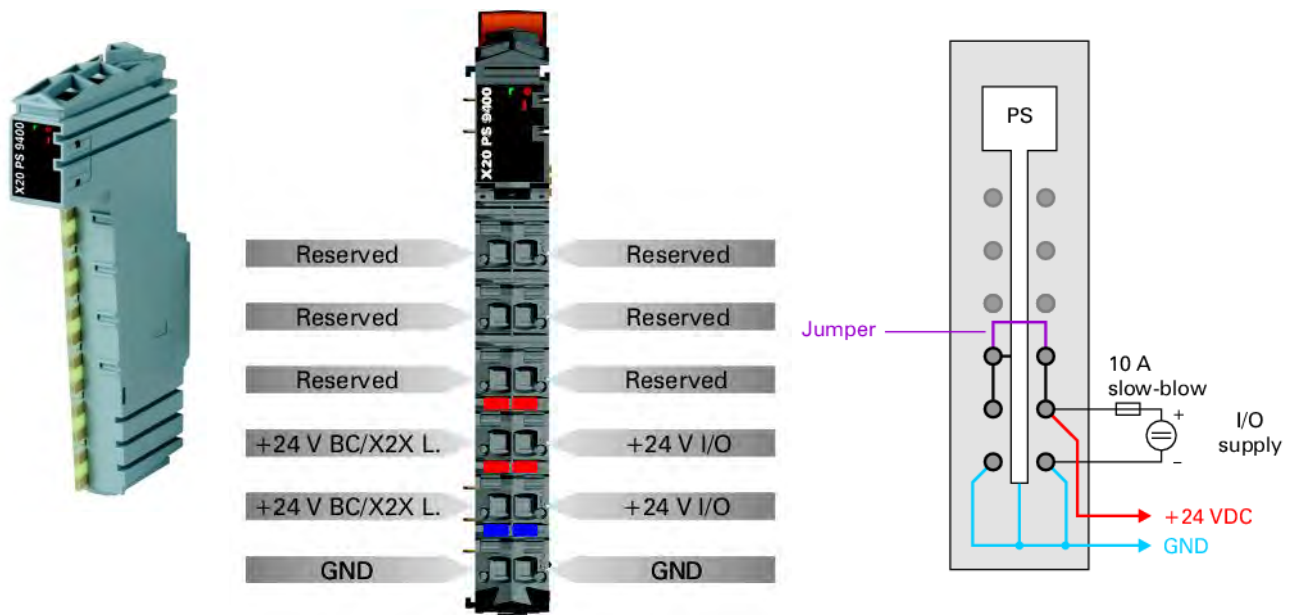 X20 PS 9400
X20 PS 9400
Reserved
Reserved
Reserved
Reserved
Reserved
Reserved
+24 V BC/X2X L.
+24 V I/O
+24 V BC/X2X L.
+24 V I/O
GND
GND
PS
Jumper
10 A
slow-blow
+
I/O
supply
−
+24 VDC
GND